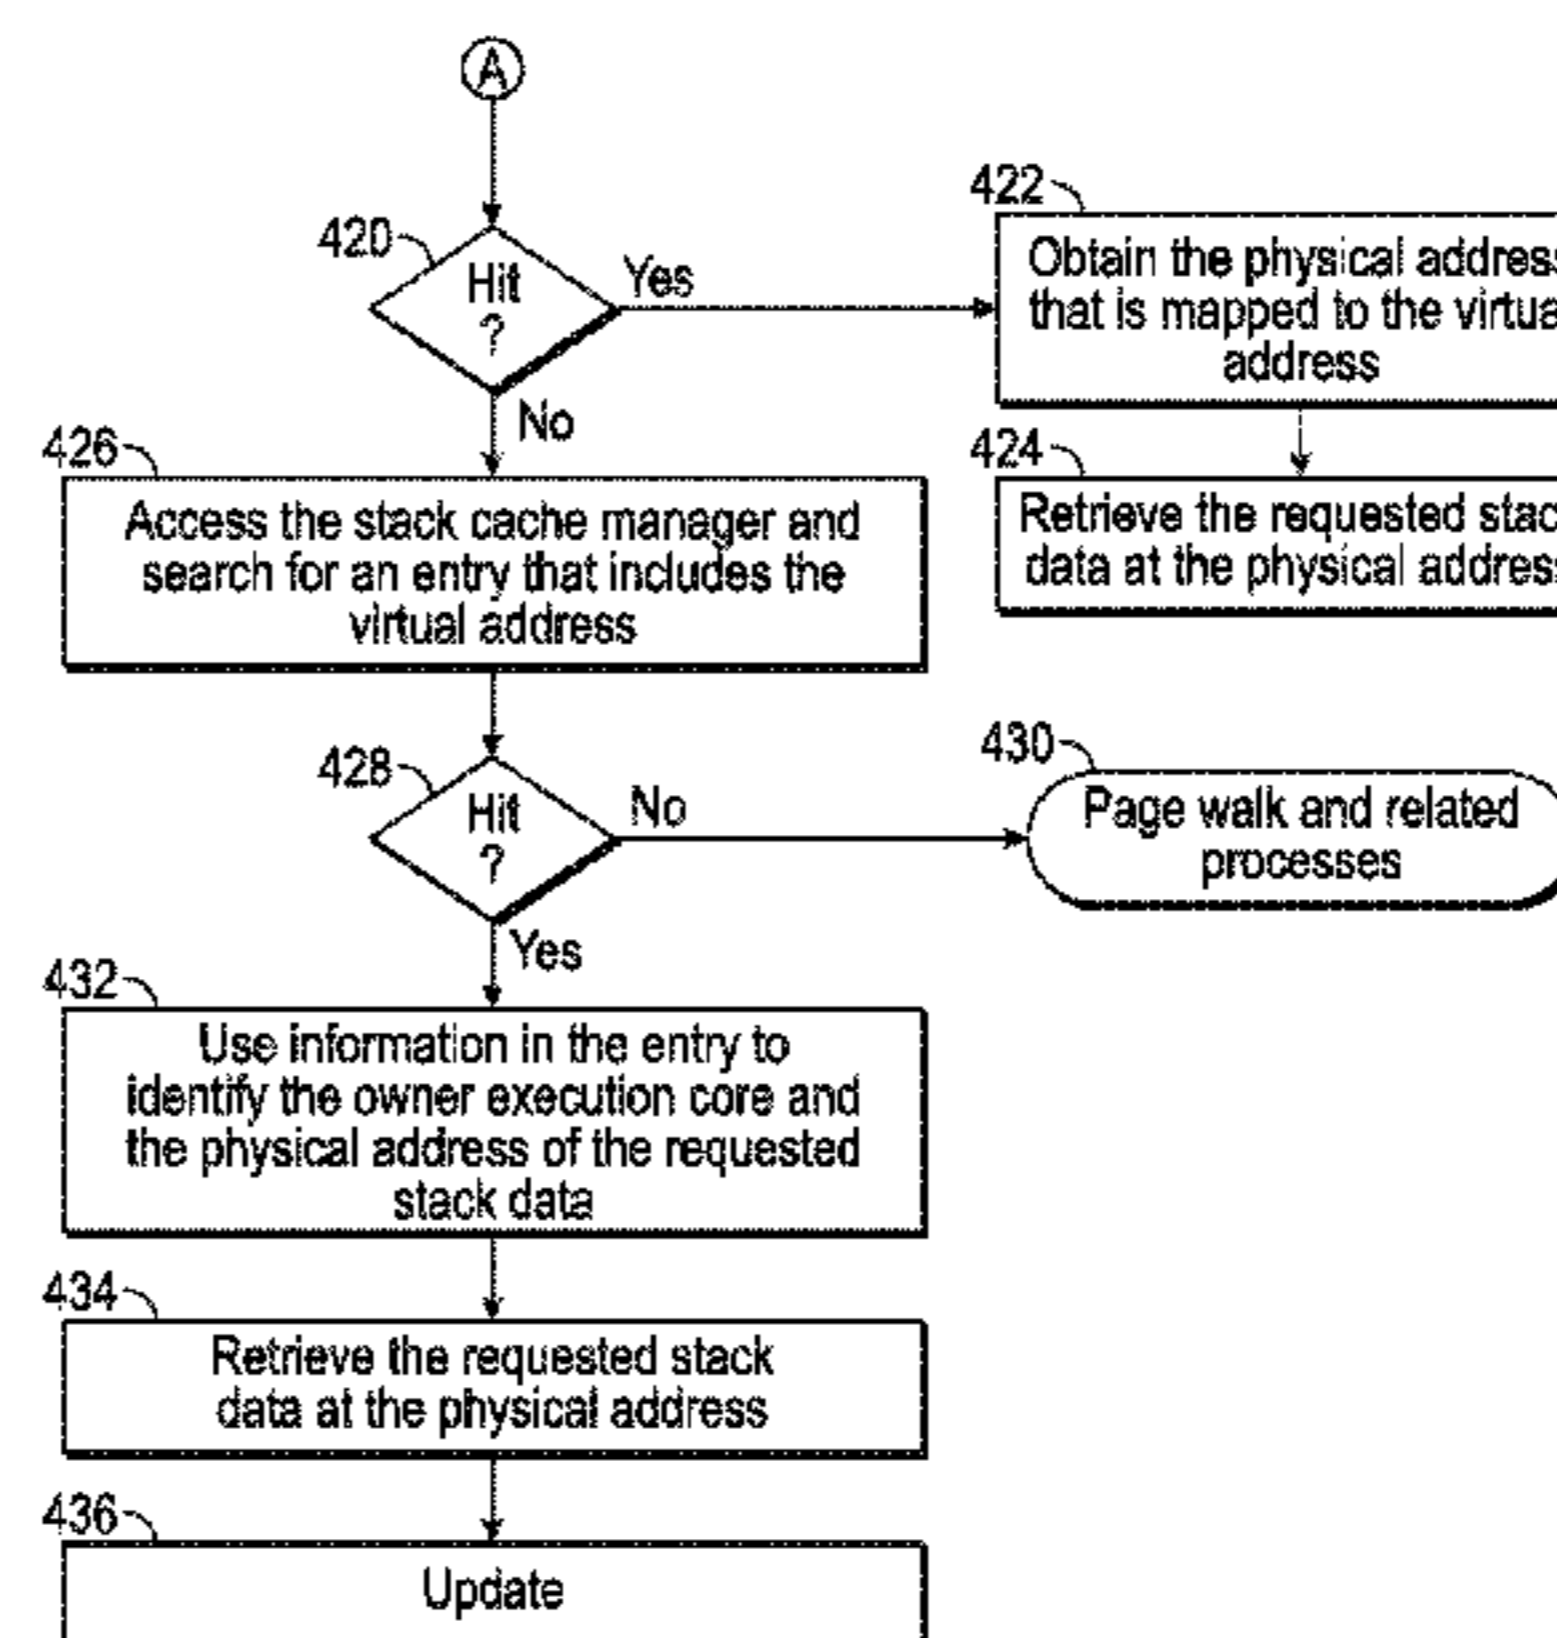 A
420
Hit
?
Yes
No
422
Obtain the physical address
that is mapped to the virtua
address
424
Retrieve the requested stac
data at the physical address
426
Access the stack cache manager and
search for an entry that includes the
virtual address
428
Hit
?
No
Yes
430
Page walk and related
processes
432
Use information in the entry to
identify the owner execution core and
the physical address of the requested
stack data
434
Retrieve the requested stack
data at the physical address
436
Update